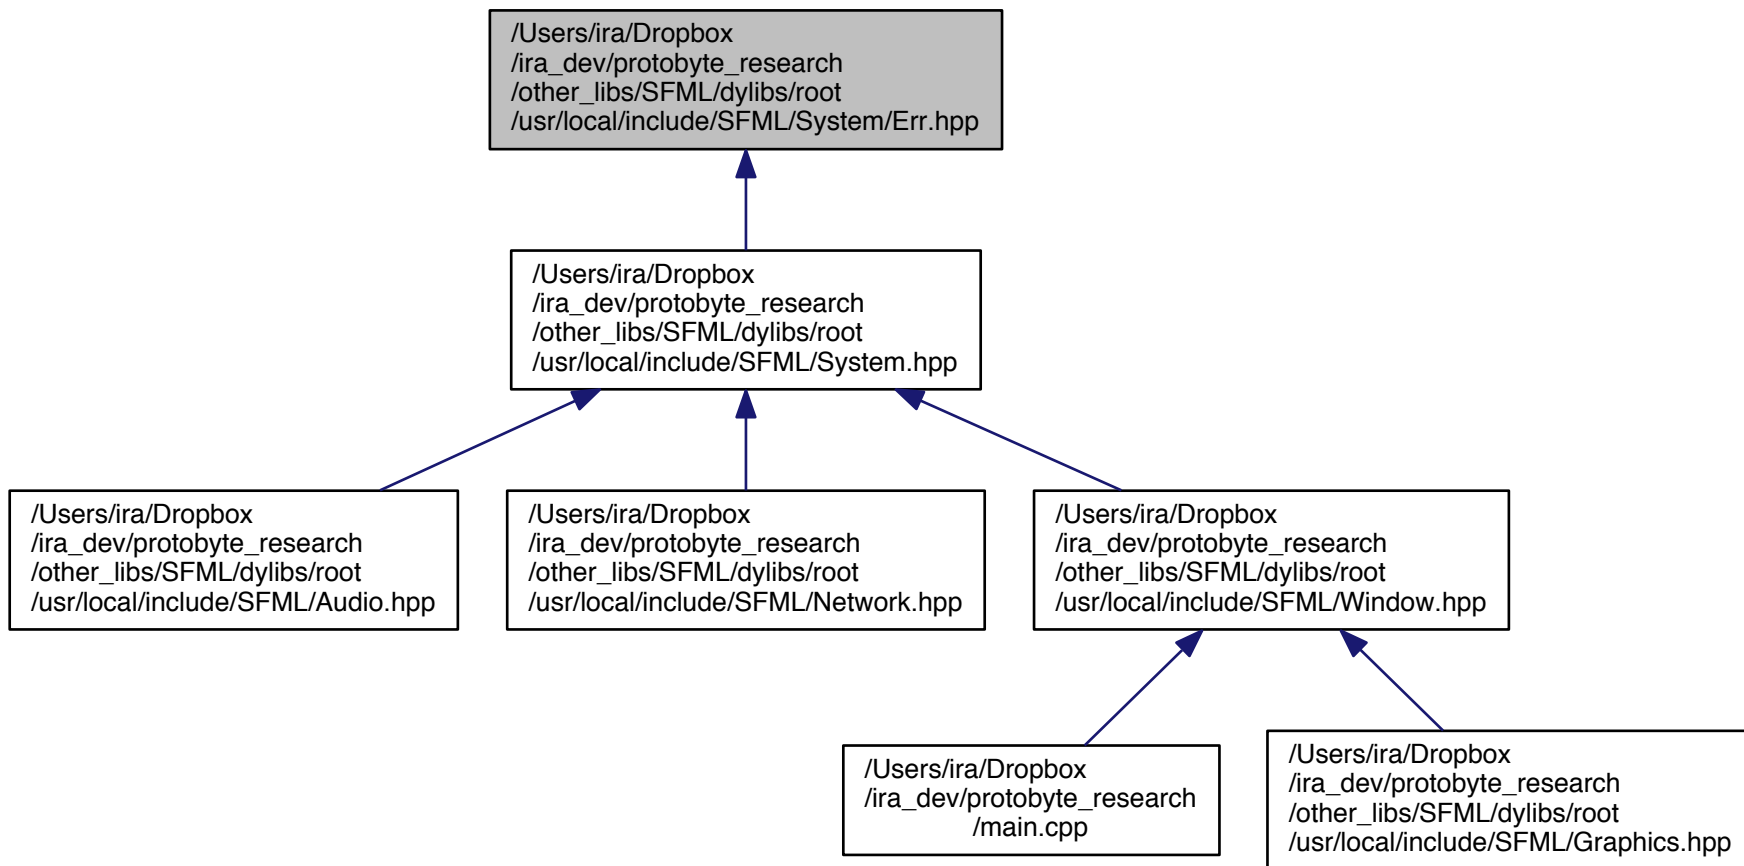 /Users/ira/Dropbox
/ira_dev/protobyte_research
/other_libs/SFML/dylibs/root
/usr/local/include/SFML/System/Err.hpp
/Users/ira/Dropbox
/ira_dev/protobyte_research
/other_libs/SFML/dylibs/root
/usr/local/include/SFML/System.hpp
/Users/ira/Dropbox
/ira_dev/protobyte_research
/other_libs/SFML/dylibs/root
/usr/local/include/SFML/Audio.hpp
/Users/ira/Dropbox
/ira_dev/protobyte_research
/other_libs/SFML/dylibs/root
/usr/local/include/SFML/Network.hpp
/Users/ira/Dropbox
/ira_dev/protobyte_research
/other_libs/SFML/dylibs/root
/usr/local/include/SFML/Window.hpp
/Users/ira/Dropbox
/ira_dev/protobyte_research
/main.cpp
/Users/ira/Dropbox
/ira_dev/protobyte_research
/other_libs/SFML/dylibs/root
/usr/local/include/SFML/Graphics.hpp